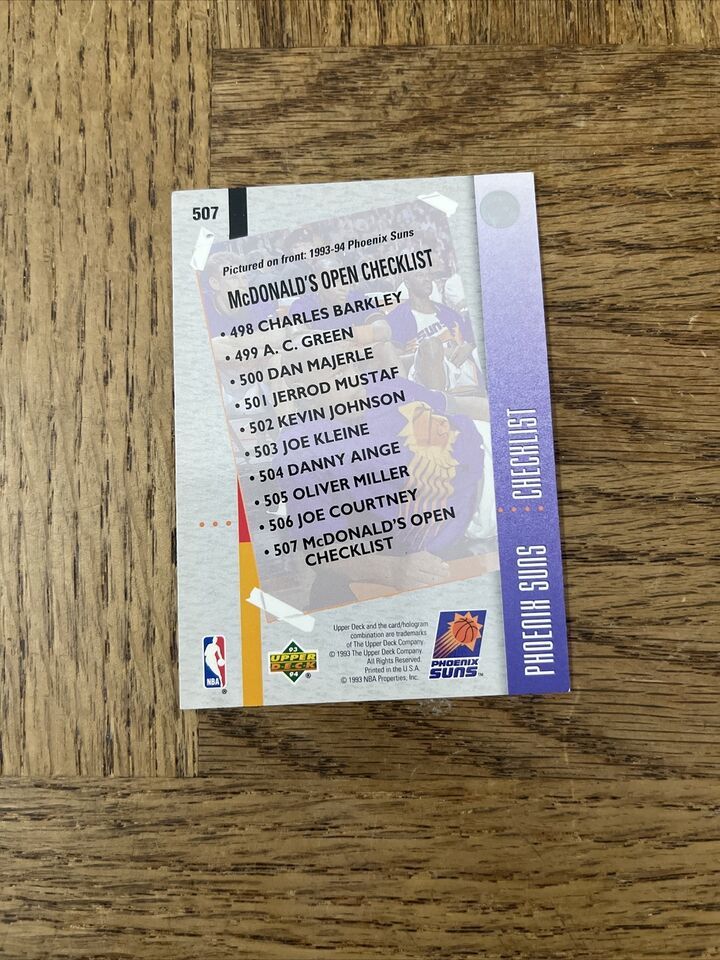 507
Pictured on front: 1993-94 Phoenix Suns
McDONALD'S OPEN CHECKLIST
• 498 CHARLES BARKLEY
• 499 A. C. GREEN
• 500 DAN MAJERLE
• 501 JERROD MUSTAF
• 502 KEVIN JOHNSON
• 503 JOE KLEINE
• 504 DANNY AINGE
• 505 OLIVER MILLER
• 506 JOE COURTNEY
• 507 McDONALD'S OPEN
CHECKLIST
SUNS
PHOENIX SUNS • • • CHECKLIST
Upper Deck and the card/hologram
combination are trademarks
of The Upper Deck Company.
© 1993 The Upper Deck Company.
All Rights Reserved.
Printed in the U.S.A.
© 1993 NBA Properties, Inc.
NBA
®
93
UPPER
DECK
94
®
PHOENIX
SUNS
™